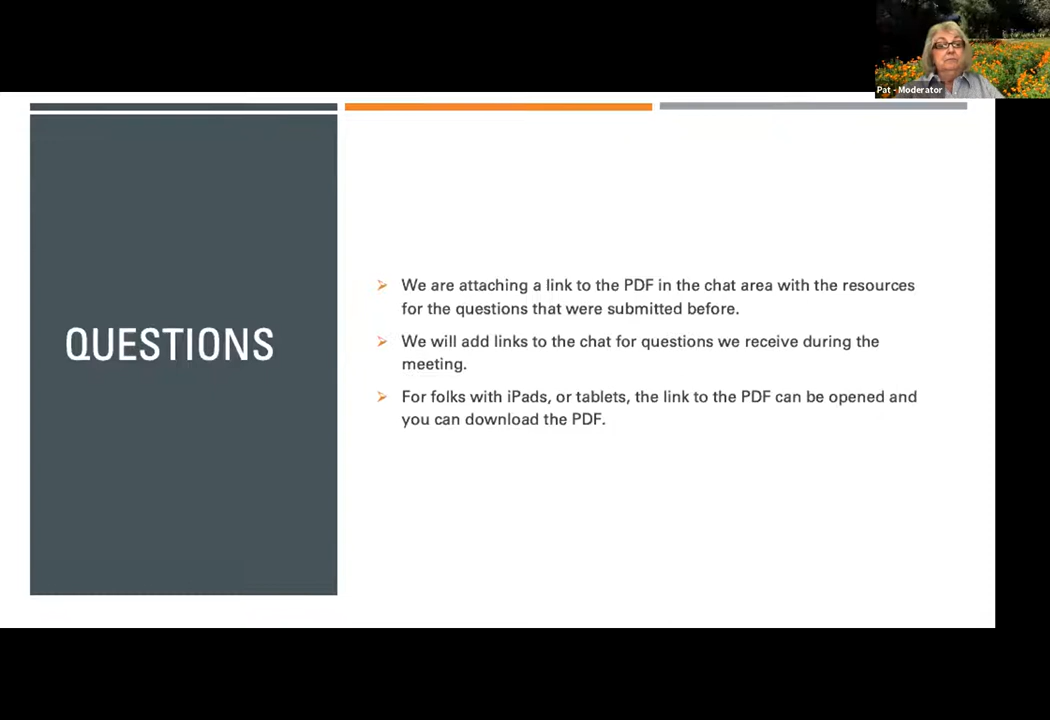 Pat - Moderator
QUESTIONS
We are attaching a link to the PDF in the chat area with the resources
for the questions that were submitted before.
We will add links to the chat for questions we receive during the
meeting.
For folks with iPads, or tablets, the link to the PDF can be opened and
you can download the PDF.